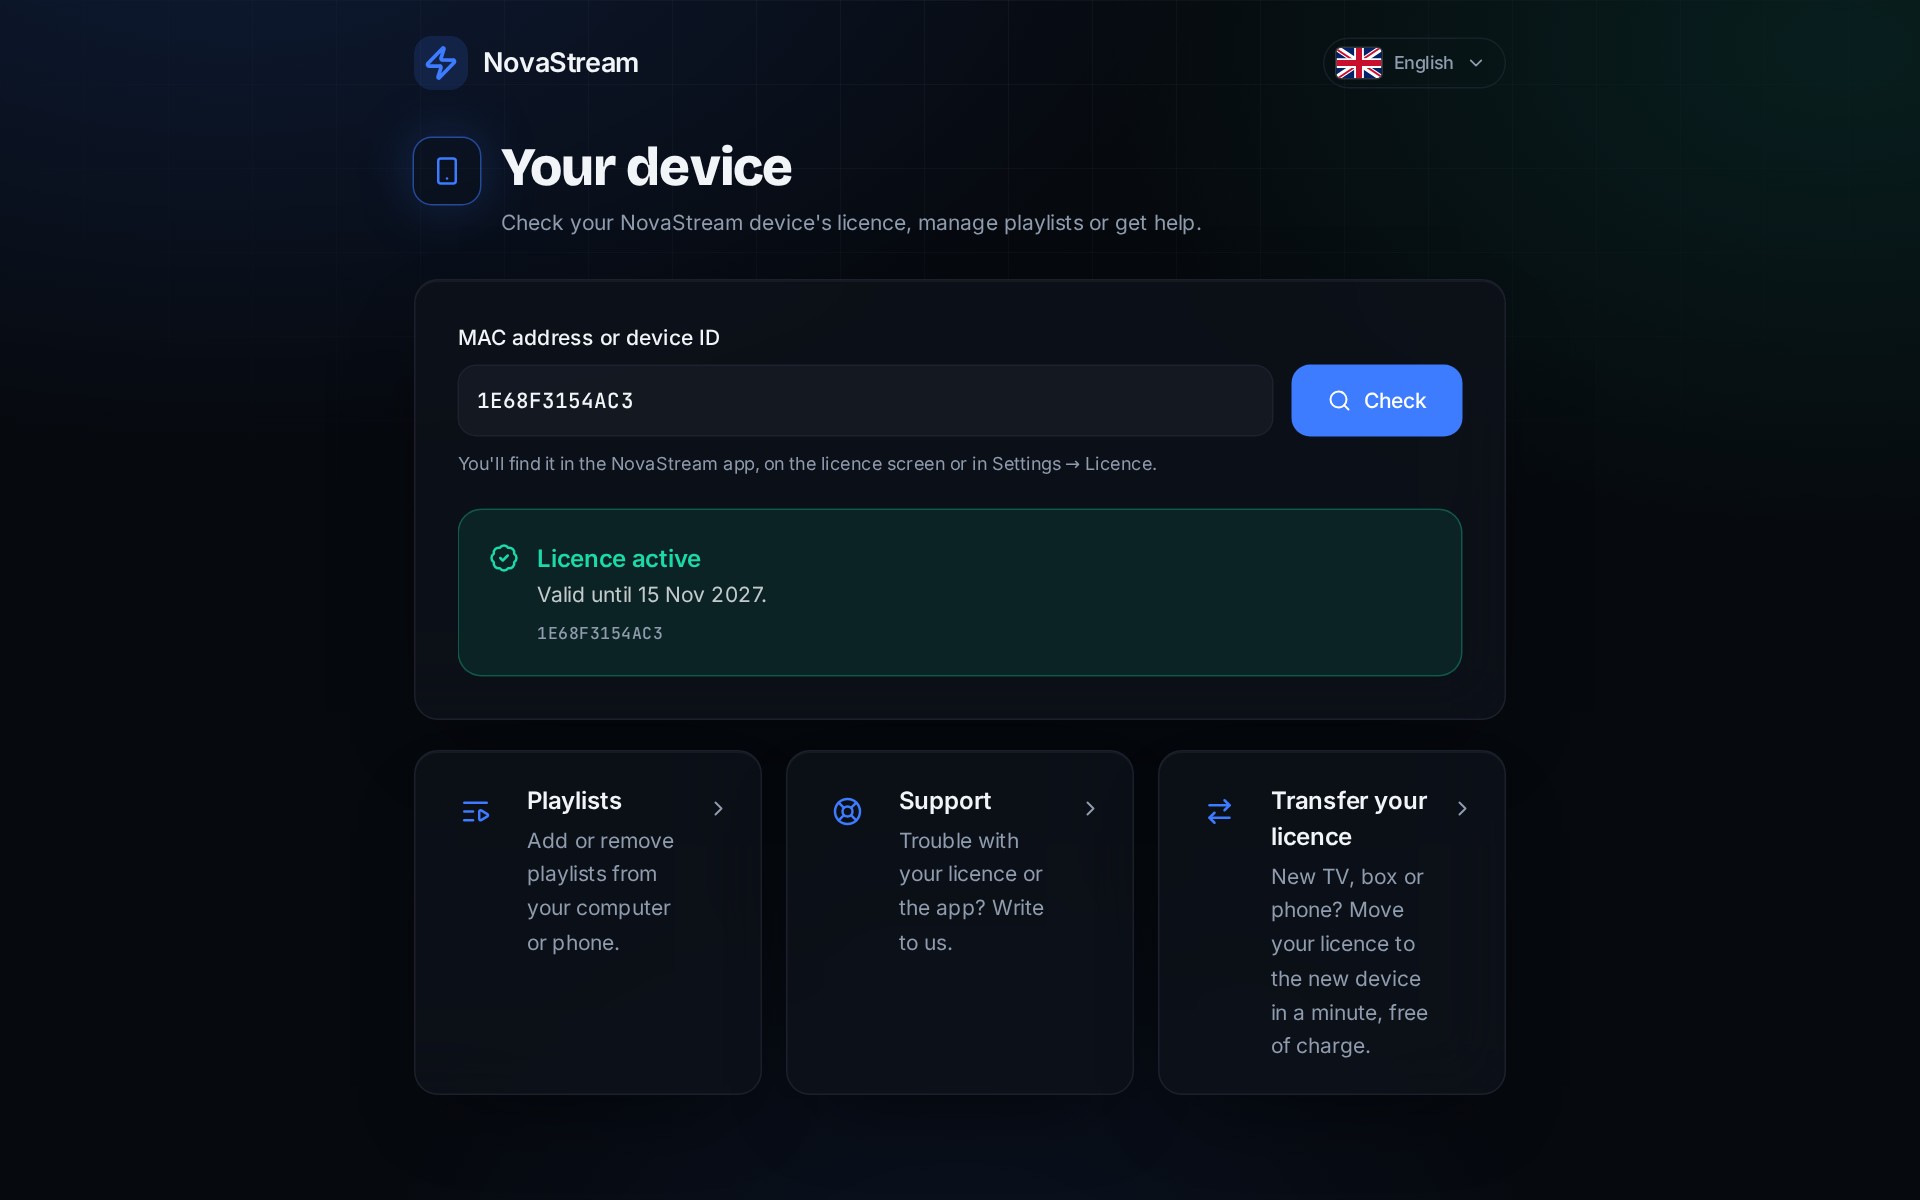 NovaStream
English
Your device
Check your NovaStream device's licence, manage playlists or get help.
MAC address or device ID
1E68F3154AC3
Check
You'll find it in the NovaStream app, on the licence screen or in Settings → Licence.
Licence active
Valid until 15 Nov 2027.
1E68F3154AC3
Playlists
Add or remove
playlists from
your computer
or phone.
Support
Trouble with
your licence or
the app? Write
to us.
Transfer your
licence
New TV, box or
phone? Move
your licence to
the new device
in a minute, free
of charge.